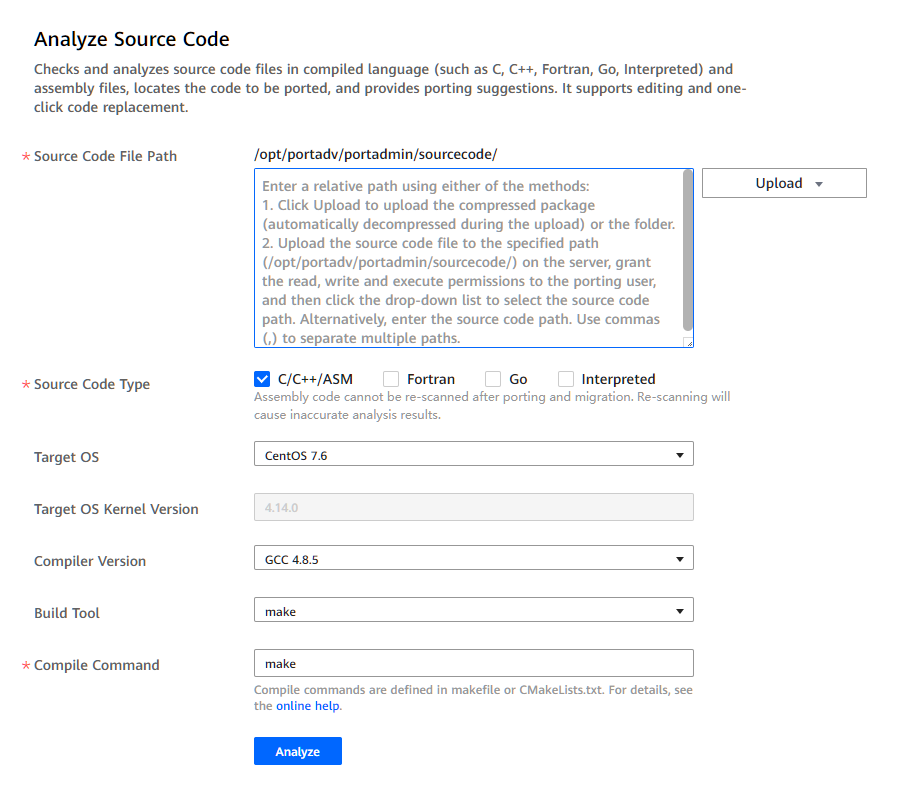 Analyze Source Code
Checks and analyzes source code files in compiled language (such as C, C++, Fortran, Go, Interpreted) and
assembly files, locates the code to be ported, and provides porting suggestions. It supports editing and one-
click code replacement.
* Source Code File Path
/opt/portadv/portadmin/sourcecode/
Enter a relative path using either of the methods:
1. Click Upload to upload the compressed package
(automatically decompressed during the upload) or the folder.
2. Upload the source code file to the specified path
(/opt/portadv/portadmin/sourcecode/) on the server, grant
the read, write and execute permissions to the porting user,
and then click the drop-down list to select the source code
path. Alternatively, enter the source code path. Use commas
(,) to separate multiple paths.
Upload
* Source Code Type
C/C++/ASM Fortran Go Interpreted
Assembly code cannot be re-scanned after porting and migration. Re-scanning will
cause inaccurate analysis results.
Target OS
CentOS 7.6
Target OS Kernel Version
4.14.0
Compiler Version
GCC 4.8.5
Build Tool
make
* Compile Command
make
Compile commands are defined in makefile or CMakeLists.txt. For details, see
the online help.
Analyze